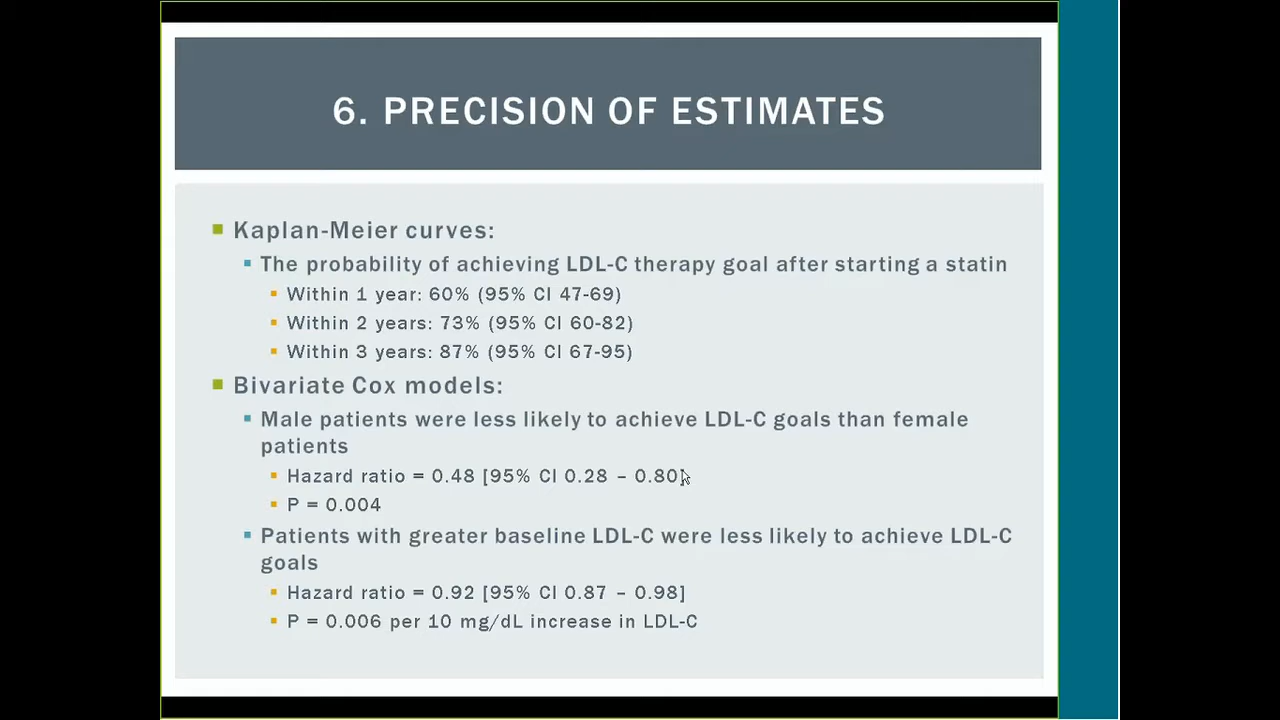 6. PRECISION OF ESTIMATES
Kaplan-Meier curves:
The probability of achieving LDL-C therapy goal after starting a statin
Within 1 year: 60% (95% CI 47-69)
Within 2 years: 73% (95% CI 60-82)
Within 3 years: 87% (95% CI 67-95)
Bivariate Cox models:
Male patients were less likely to achieve LDL-C goals than female
patients
Hazard ratio = 0.48 [95% CI 0.28 – 0.80]
P = 0.004
Patients with greater baseline LDL-C were less likely to achieve LDL-C
goals
Hazard ratio = 0.92 [95% CI 0.87 – 0.98]
P = 0.006 per 10 mg/dL increase in LDL-C